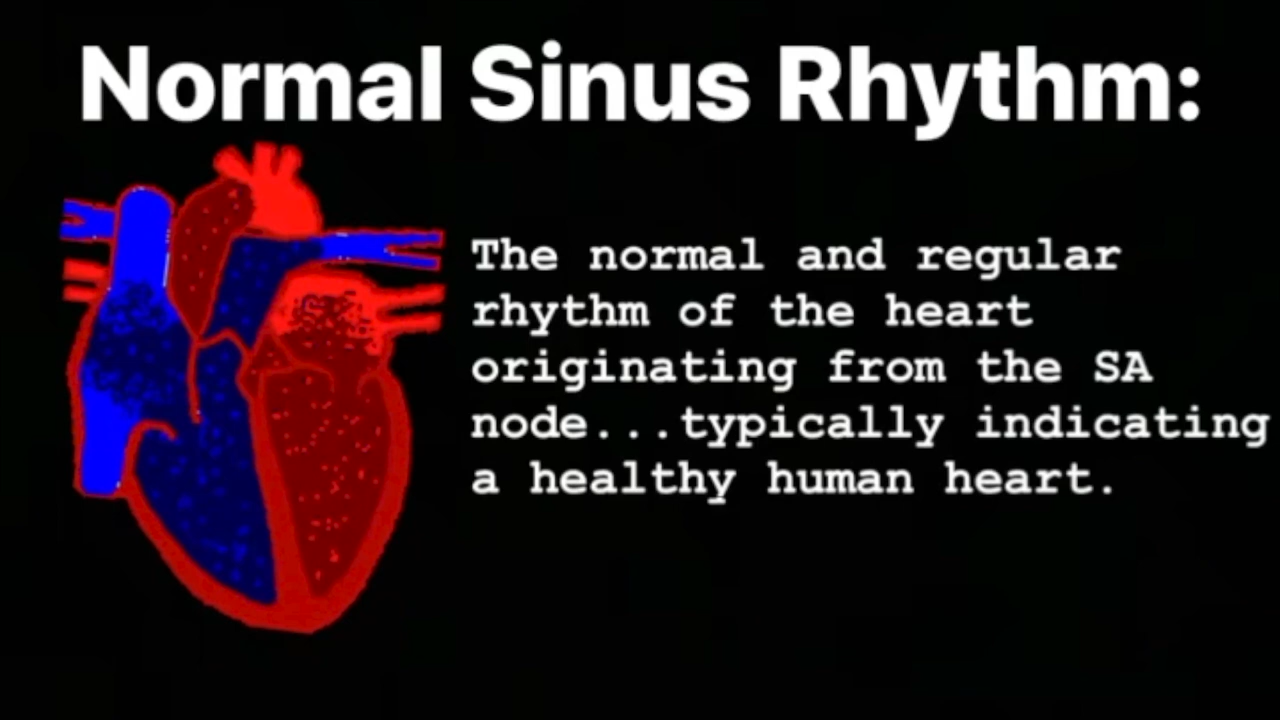 Normal Sinus Rhythm:
The normal and regular
rhythm of the heart
originating from the SA
node...typically indicating
a healthy human heart.